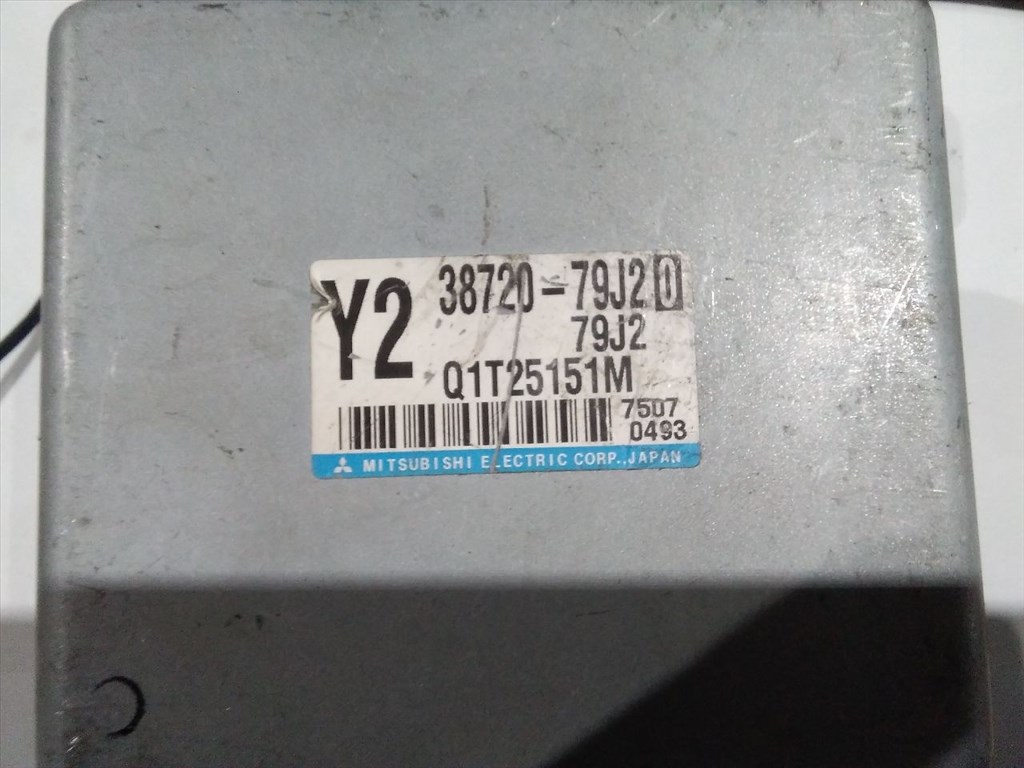 Y2
38720-79J20
79J2
Q1T25151M
7507
0493
MITSUBISHI ELECTRIC CORP., JAPAN